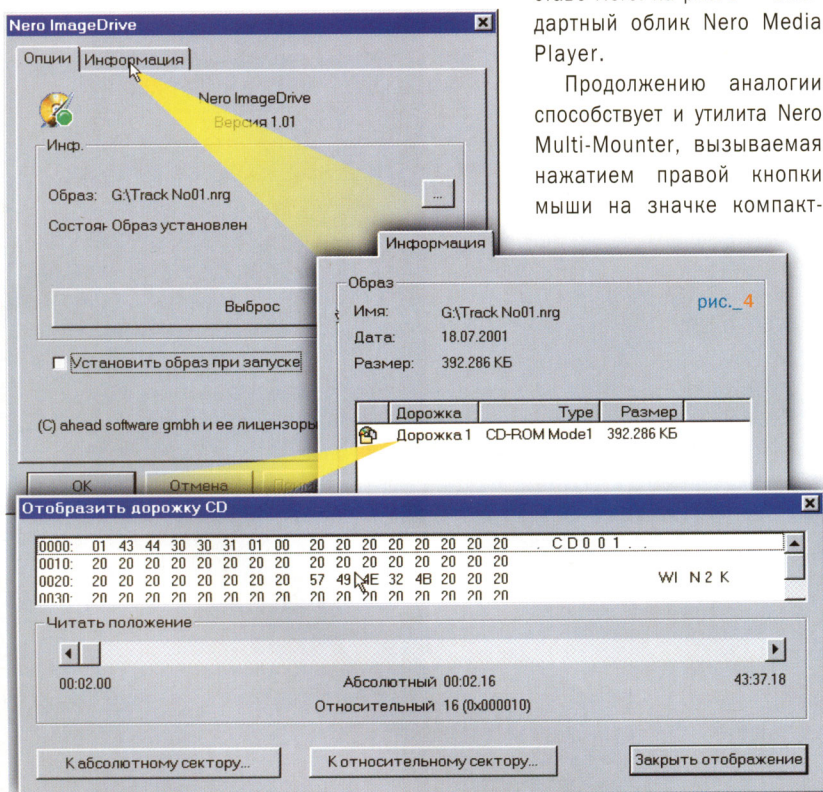 дартный облик Nero Media
Player.
Продолжению аналогии
способствует и утилита Nero
Multi-Mounter, вызываемая
нажатием правой кнопки
мыши на значке компакт-
Nero ImageDrive
Опции
Информация
Nero ImageDrive
Версия 1.01
Инф.
Образ: G:\Track No01.nrg
...
Состоян Образ установлен
Выброс
Установить образ при запуске
(C) ahead software gmbh и ее лицензоры
OK
Отмена
Информация
рис._4
Образ
Имя: G:\Track No01.nrg
Дата: 18.07.2001
Размер: 392.286 КБ
Дорожка Type Размер
Дорожка 1 CD-ROM Mode1 392.286 КБ
Отобразить дорожку CD
0000: 01 43 44 30 30 31 01 00 20 20 20 20 20 20 20 20 . C D 0 0 1 . .
0010: 20 20 20 20 20 20 20 20 20 20 20 20 20 20 20 20
0020: 20 20 20 20 20 20 20 20 57 49 4E 32 4B 20 20 20 WI N 2 K
0030: 20 20 20 20 20 20 20 20 20 20 20 20 20 20 20 20
Читать положение
00:02.00 Абсолютный 00:02.16 43:37.18
Относительный 16 (0x000010)
К абсолютному сектору...
К относительному сектору...
Закрыть отображение